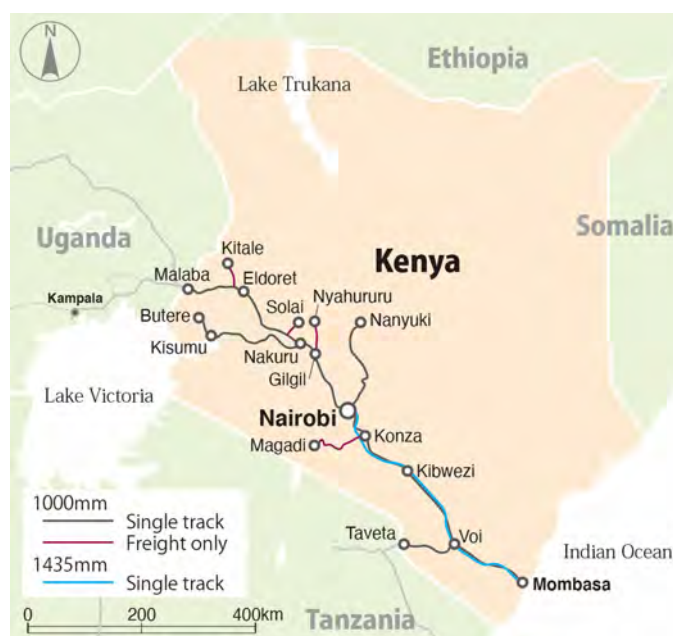 N
Ethiopia
Lake Trukana
Somalia
Uganda
Kitale
Kenya
Malaba
Eldoret
Kampala
Solai
Nyahururu
Butere
Nanyuki
Kisumu
Nakuru
Gilgil
Lake Victoria
Nairobi
Konza
Magadi
Kibwezi
1000mm
Single track
Freight only
1435mm
Single track
Taveta
Voi
Indian Ocean
Mombasa
0 200 400km
Tanzania